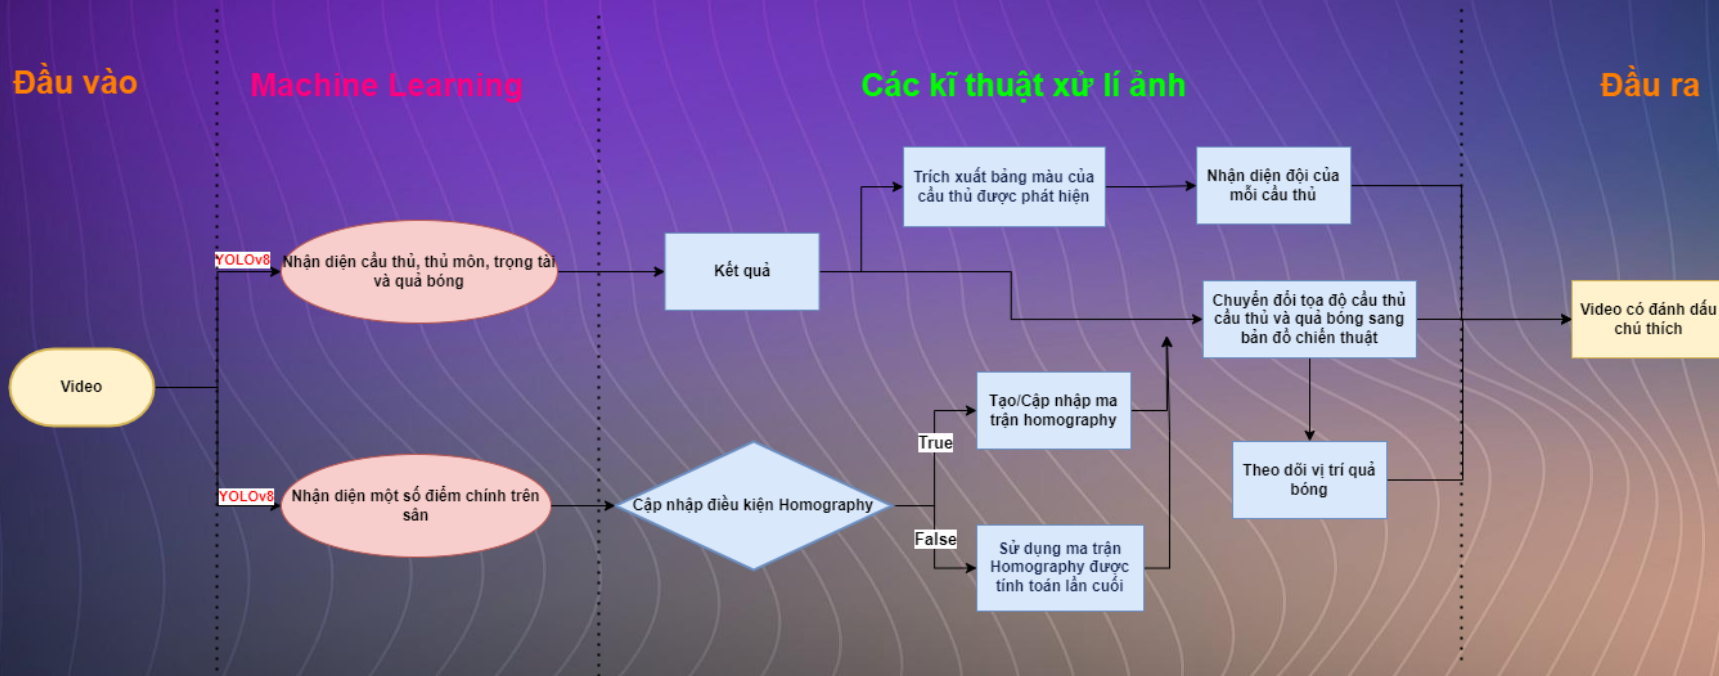 Đầu vào
Machine Learning
Các kĩ thuật xử lí ảnh
Đầu ra
Trích xuất bảng màu của
cầu thủ được phát hiện
Nhận diện đội của
mỗi cầu thủ
YOLOv8
Nhận diện cầu thủ, thủ môn, trọng tài
và quả bóng
Kết quả
Chuyển đổi tọa độ cầu thủ
cầu thủ và quả bóng sang
bản đồ chiến thuật
Video có đánh dấu
chú thích
Video
Tạo/Cập nhập ma
trận homography
True
Theo dõi vị trí quả
bóng
YOLOv8
Nhận diện một số điểm chính trên
sân
Cập nhập điều kiện Homography
False
Sử dụng ma trận
Homography được
tính toán lần cuối